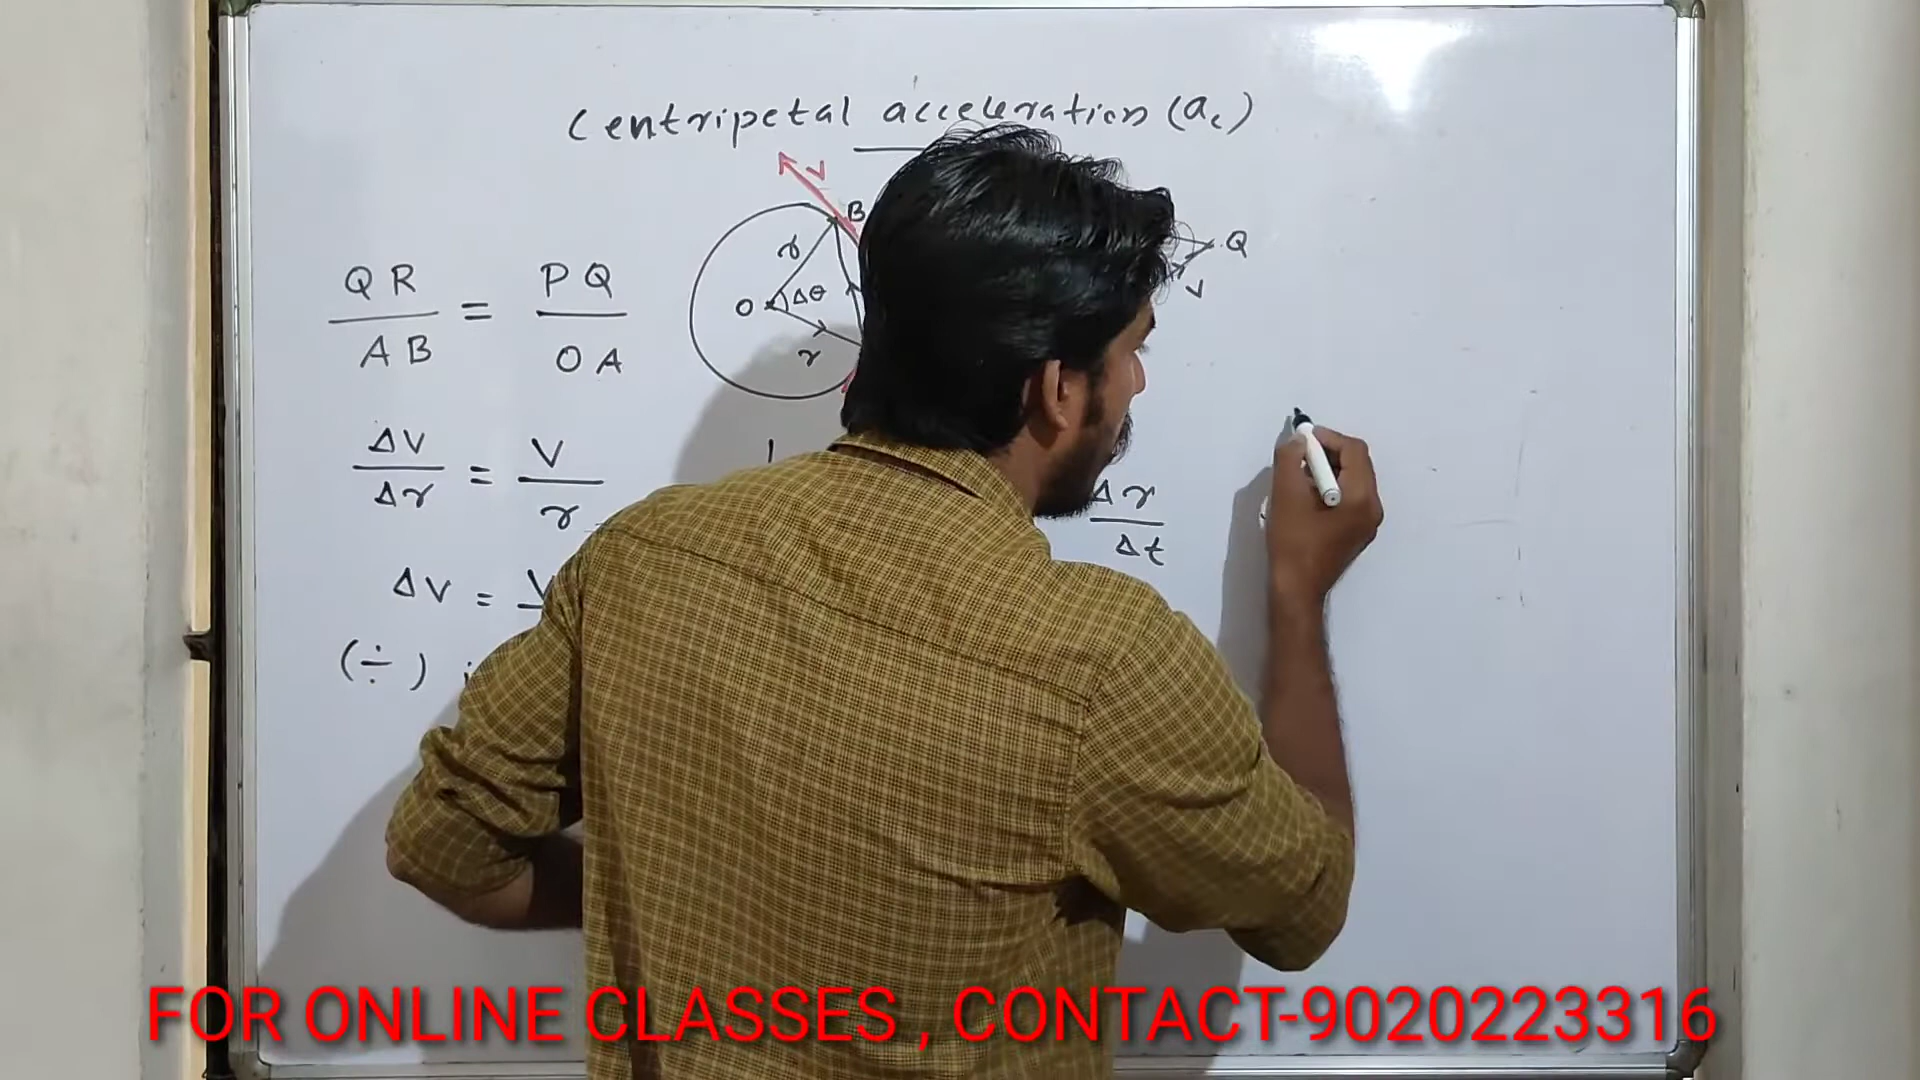 Centripetal acceleration (ac)
V
B
r
Q
O Δθ
V
r
QR / AB = PQ / OA
ΔV / Δr = V / r
Δr / Δt
ΔV = V
(÷)
FOR ONLINE CLASSES , CONTACT-9020223316